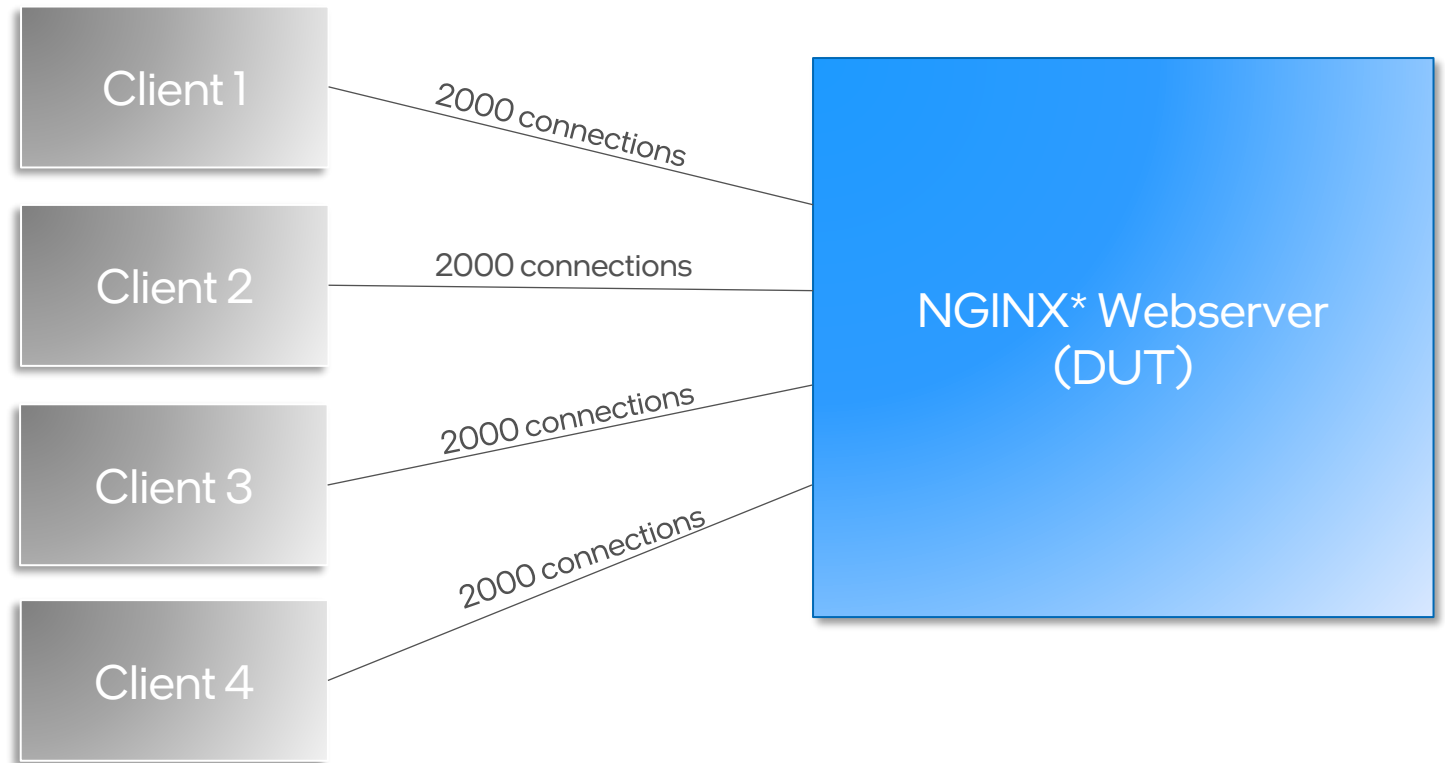 Client 1
2000 connections
Client 2
2000 connections
NGINX* Webserver
(DUT)
Client 3
2000 connections
Client 4
2000 connections